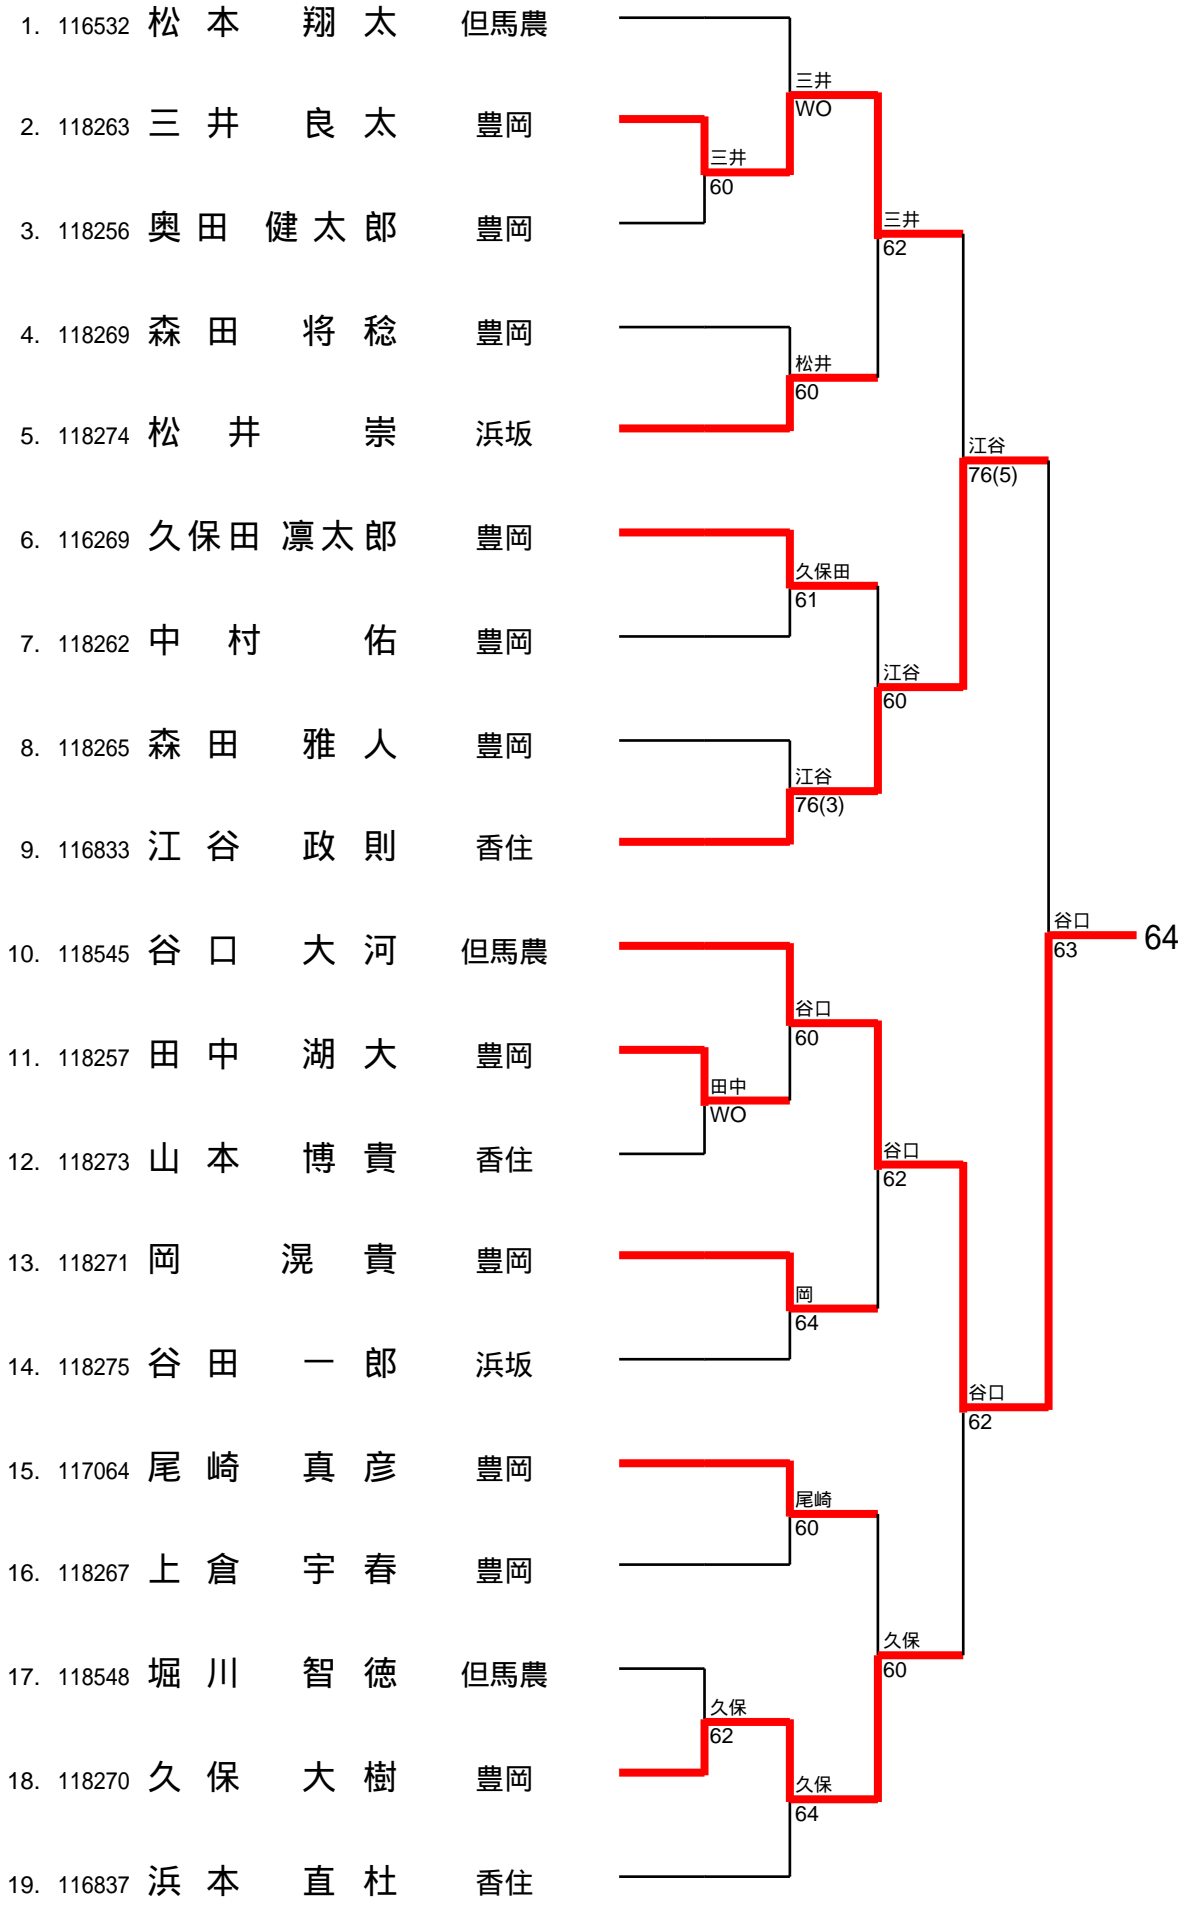 1. 116532 松本 翔太 但馬農
三井
WO
2. 118263 三井 良太 豊岡
三井
60
3. 118256 奥田 健太郎 豊岡
三井
62
4. 118269 森田 将稔 豊岡
松井
60
5. 118274 松井 崇 浜坂
江谷
76(5)
6. 116269 久保田 凛太郎 豊岡
久保田
61
7. 118262 中村 佑 豊岡
江谷
60
8. 118265 森田 雅人 豊岡
江谷
76(3)
9. 116833 江谷 政則 香住
谷口
63
64
10. 118545 谷口 大河 但馬農
谷口
60
11. 118257 田中 湖大 豊岡
田中
WO
12. 118273 山本 博貴 香住
谷口
62
13. 118271 岡 滉貴 豊岡
岡
64
14. 118275 谷田 一郎 浜坂
谷口
62
15. 117064 尾崎 真彦 豊岡
尾崎
60
16. 118267 上倉 宇春 豊岡
久保
60
17. 118548 堀川 智徳 但馬農
久保
62
18. 118270 久保 大樹 豊岡
久保
64
19. 116837 浜本 直杜 香住